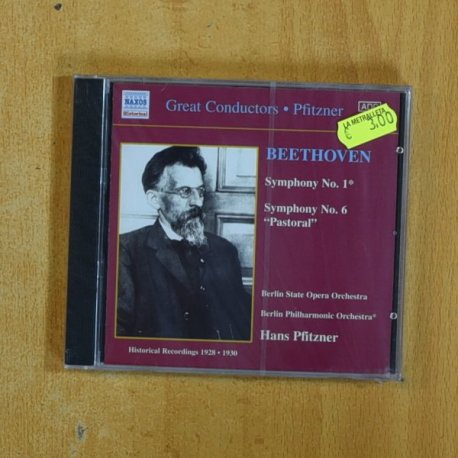 NAXOS
Historical
Great Conductors • Pfitzner
LA METRALLETA
€ 3,00
BEETHOVEN
Symphony No. 1*
Symphony No. 6
“Pastoral”
Berlin State Opera Orchestra
Berlin Philharmonic Orchestra*
Hans Pfitzner
Historical Recordings 1928 • 1930